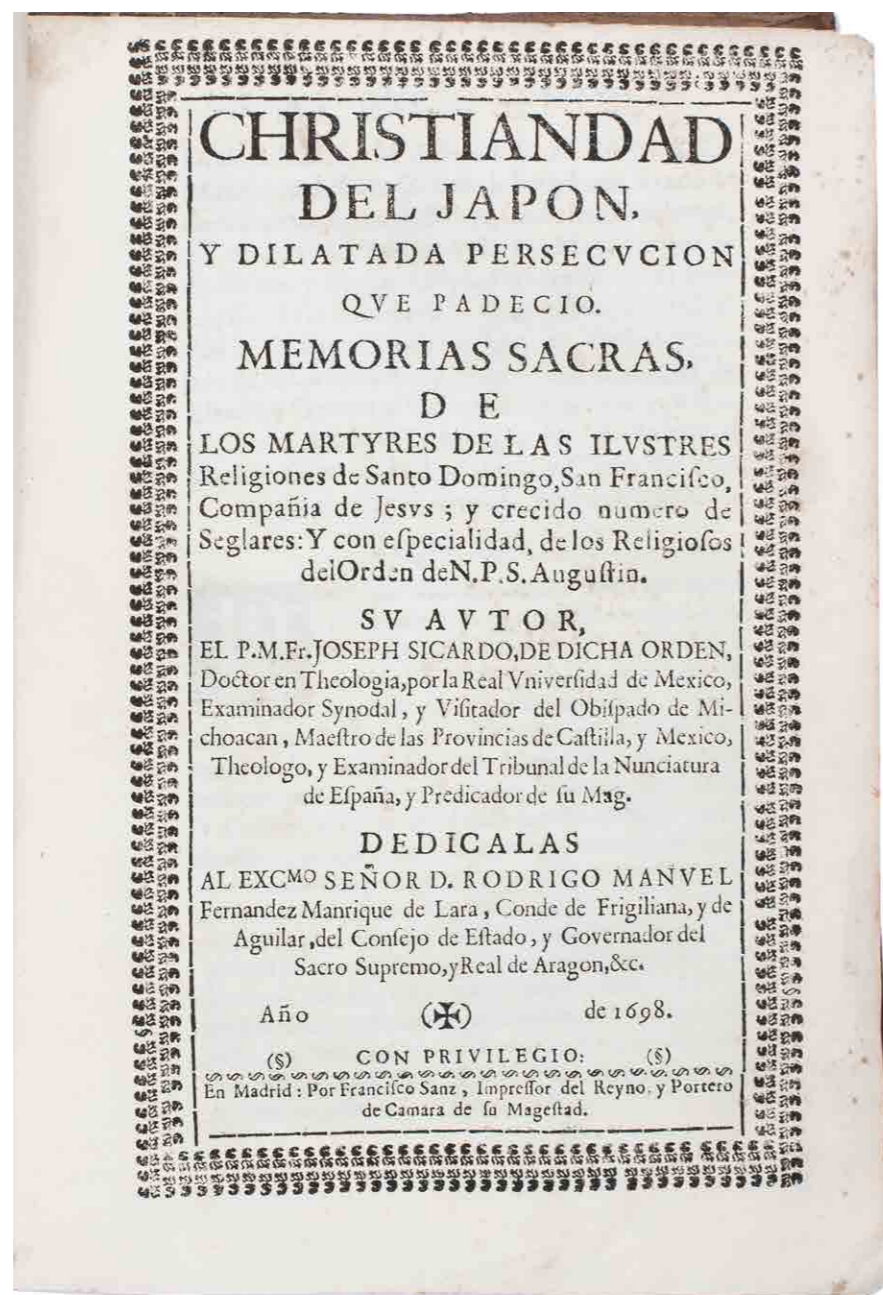 CHRISTIANDAD
DEL JAPON,
Y DILATADA PERSECVCION
QVE PADECIO.
MEMORIAS SACRAS,
D E
LOS MARTYRES DE LAS ILVSTRES
Religiones de Santo Domingo, San Franciſco,
Compañia de Jesvs ; y crecido numero de
Seglares: Y con eſpecialidad, de los Religioſos
del Orden de N. P. S. Auguſtin.
SV AVTOR,
EL P. M. Fr. JOSEPH SICARDO, DE DICHA ORDEN,
Doctor en Theologia, por la Real Vniverſidad de Mexico,
Examinador Synodal, y Viſitador del Obiſpado de Mi-
choacan, Maeſtro de las Provincias de Caſtilla, y Mexico,
Theologo, y Examinador del Tribunal de la Nunciatura
de Eſpaña, y Predicador de ſu Mag.
DEDICALAS
AL EXC.MO SEÑOR D. RODRIGO MANVEL
Fernandez Manrique de Lara, Conde de Frigiliana, y de
Aguilar, del Conſejo de Eſtado, y Governador del
Sacro Supremo, y Real de Aragon, &c.
Año (✠) de 1698.
(§) CON PRIVILEGIO: (§)
En Madrid: Por Franciſco Sanz, Impreſſor del Reyno, y Portero
de Camara de ſu Mageſtad.